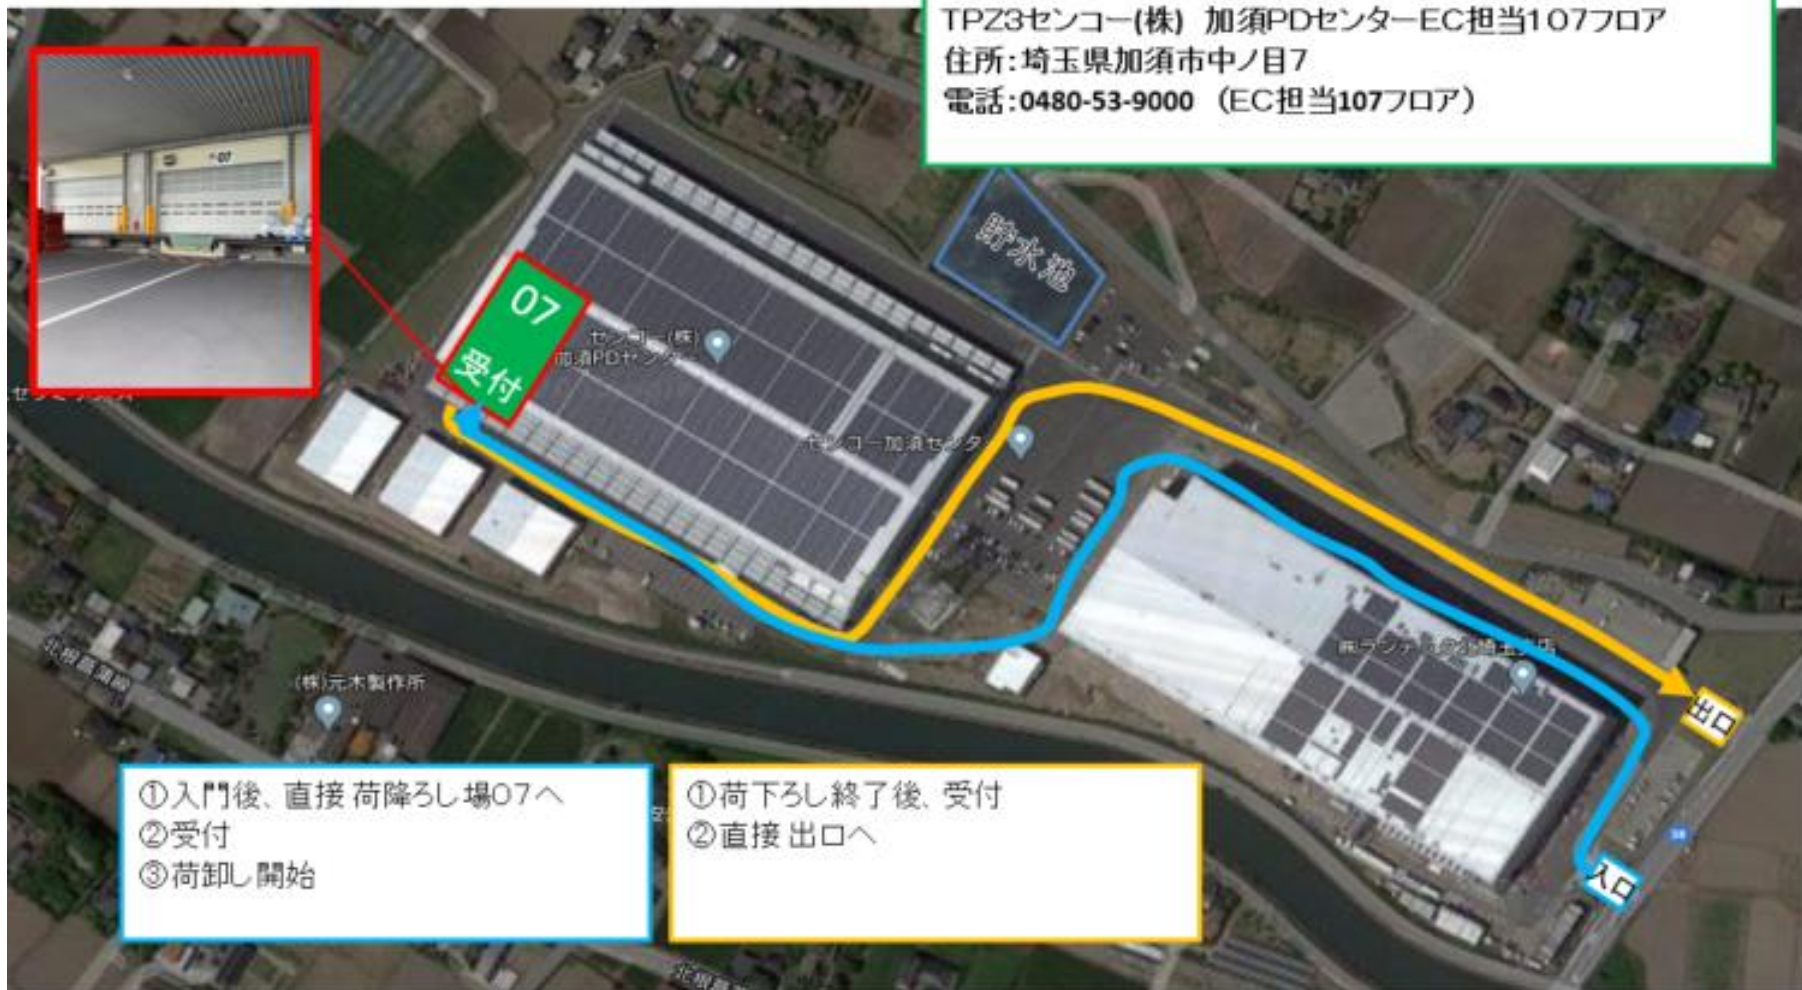 TPZ3センコー(株) 加須PDセンターEC担当107フロア
住所:埼玉県加須市中ノ目7
電話:0480-53-9000 (EC担当107フロア)
07
貯水池
07
受付
センコー(株)
加須PDセンター
センコー加須センター
(株)元木製作所
出口
入口
①入門後、直接 荷降ろし場07へ
②受付
③荷卸し開始
①荷下ろし終了後、受付
②直接 出口へ